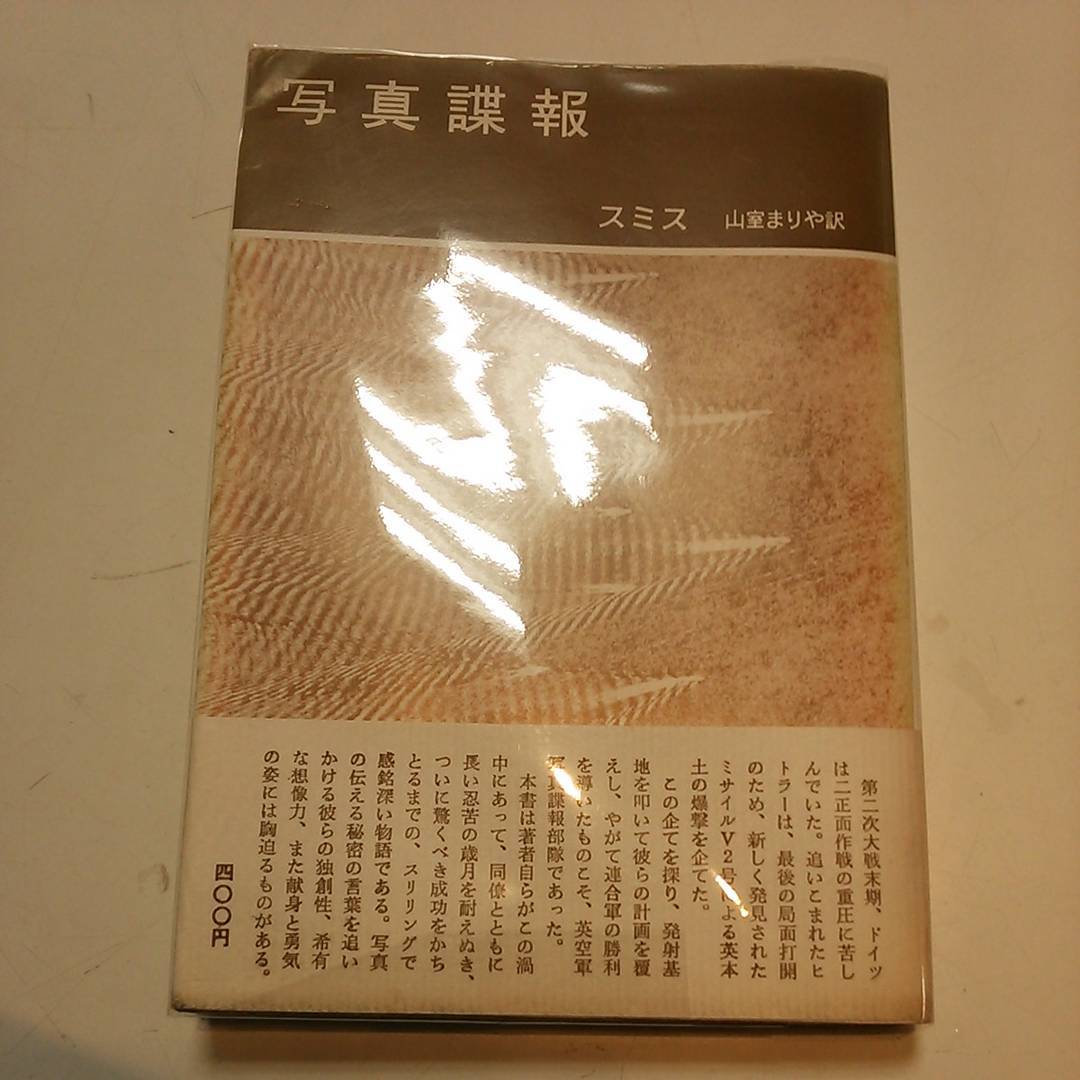 写真諜報
スミス 山室まりや訳
第二次大戦末期、ドイツ
は二正面作戦の重圧に苦し
んでいた。追いこまれたヒ
トラーは、最後の局面打開
のため、新しく発見された
ミサイルV2号による英本
土の爆撃を企てた。
この企てを探り、発射基
地を叩いて彼らの計画を覆
えし、やがて連合軍の勝利
を導いたものこそ、英空軍
写真諜報部隊であった。
本書は著者自らがこの渦
中にあって、同僚とともに
長い忍苦の歳月を耐えぬき、
ついに驚くべき成功をかち
とるまでの、スリリングで
感銘深い物語である。写真
の伝える秘密の言葉を追い
かける彼らの独創性、希有
な想像力、また献身と勇気
の姿には胸迫るものがある。
四〇〇円